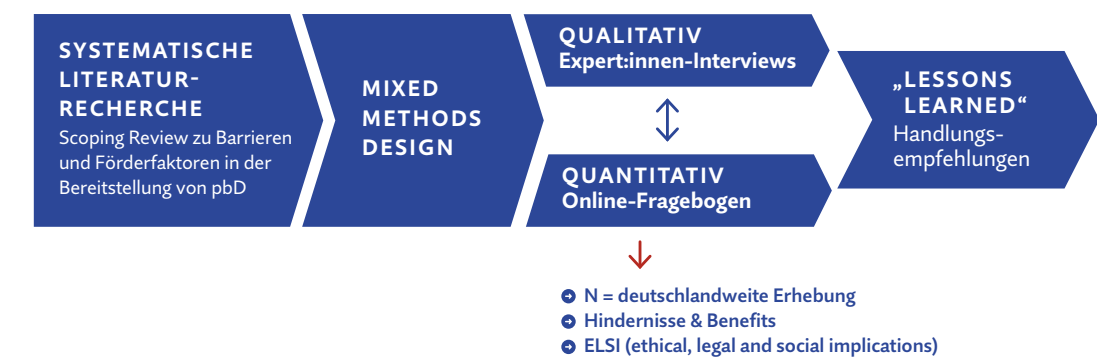 SYSTEMATISCHE
LITERATUR-
RECHERCHE
Scoping Review zu Barrieren
und Förderfaktoren in der
Bereitstellung von pbD
MIXED
METHODS
DESIGN
QUALITATIV
Expert:innen-Interviews
QUANTITATIV
Online-Fragebogen
N = deutschlandweite Erhebung
Hindernisse & Benefits
ELSI (ethical, legal and social implications)
„LESSONS
LEARNED“
Handlungs-
empfehlungen